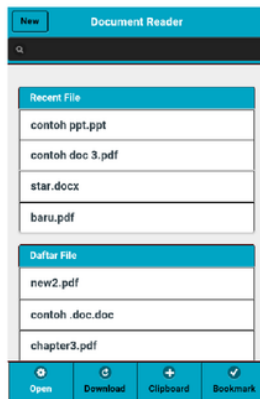 New
Document Reader
Recent File
contoh ppt.ppt
contoh doc 3.pdf
star.docx
baru.pdf
Daftar File
new2.pdf
contoh .doc.doc
chapter3.pdf
Open Download Clipboard Bookmark